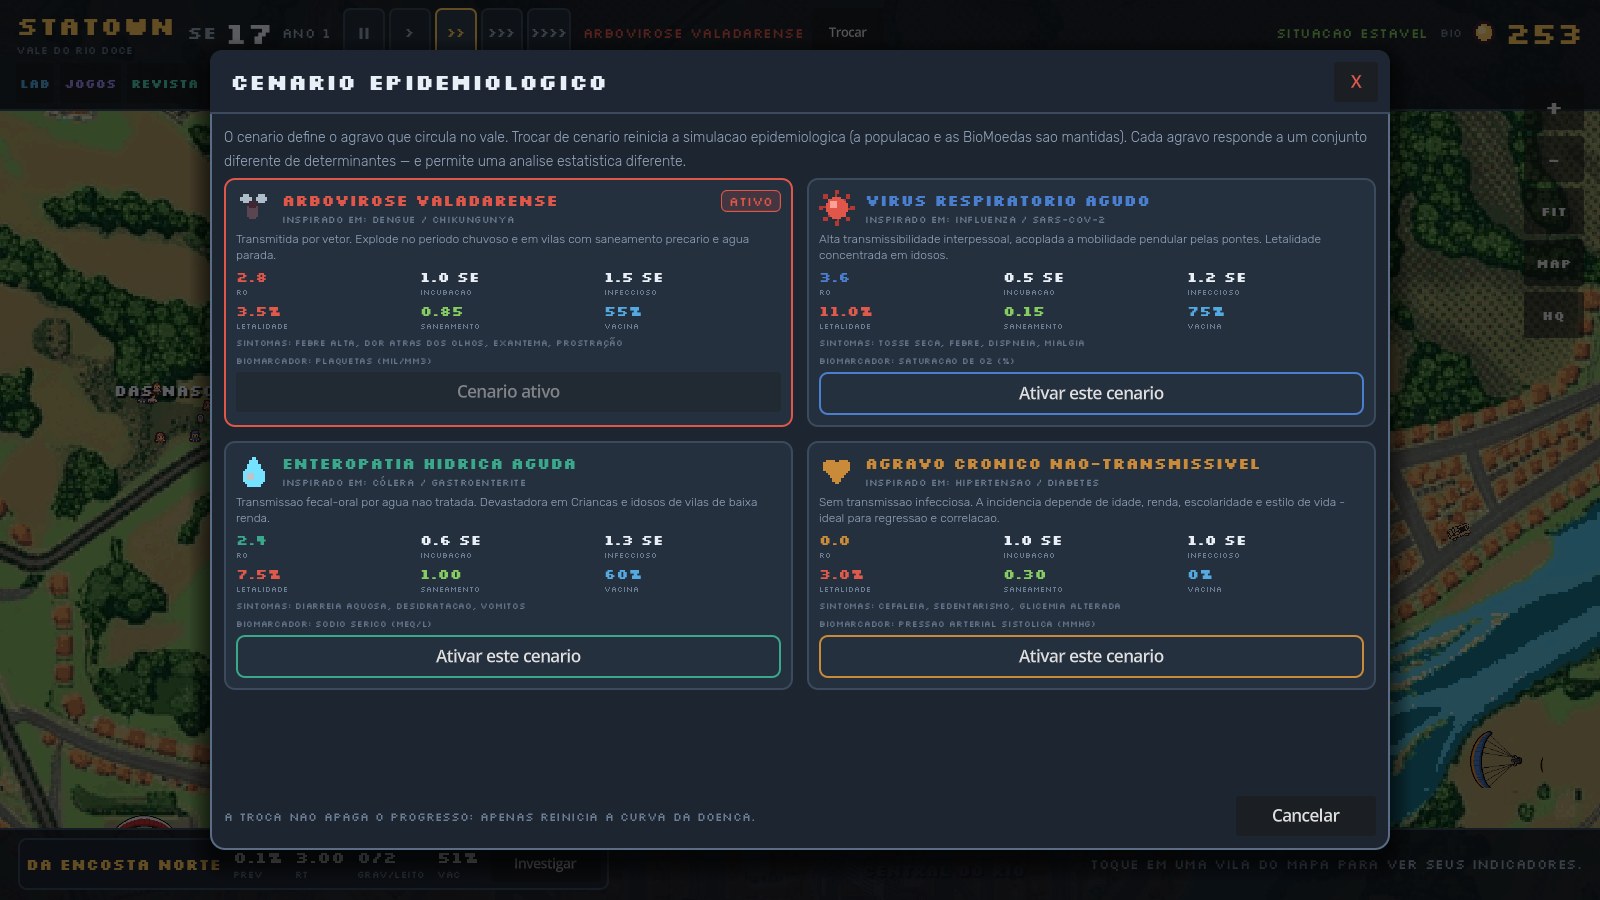 STATOWN SE 17 ANO 1 || > >> >>> >>>> ARBOVIROSE VALADARENSE Trocar SITUACAO ESTAVEL BIO 253
VALE DO RIO DOCE
LAB JOGOS REVISTA
CENARIO EPIDEMIOLOGICO X
O cenario define o agravo que circula no vale. Trocar de cenario reinicia a simulacao epidemiologica (a populacao e as BioMoedas sao mantidas). Cada agravo responde a um conjunto
diferente de determinantes — e permite uma analise estatistica diferente.
ARBOVIROSE VALADARENSE ATIVO
INSPIRADO EM: DENGUE / CHIKUNGUNYA
Transmitida por vetor. Explode no periodo chuvoso e em vilas com saneamento precario e agua
parada.
2.8 1.0 SE 1.5 SE
R0 INCUBACAO INFECCIOSO
3.5% 0.85 55%
LETALIDADE SANEAMENTO VACINA
SINTOMAS: FEBRE ALTA, DOR ATRAS DOS OLHOS, EXANTEMA, PROSTRAÇÃO
BIOMARCADOR: PLAQUETAS (MIL/MM3)
Cenario ativo
VIRUS RESPIRATORIO AGUDO
INSPIRADO EM: INFLUENZA / SARS-COV-2
Alta transmissibilidade interpessoal, acoplada a mobilidade pendular pelas pontes. Letalidade
concentrada em idosos.
3.6 0.5 SE 1.2 SE
R0 INCUBACAO INFECCIOSO
11.0% 0.15 75%
LETALIDADE SANEAMENTO VACINA
SINTOMAS: TOSSE SECA, FEBRE, DISPNEIA, MIALGIA
BIOMARCADOR: SATURACAO DE O2 (%)
Ativar este cenario
ENTEROPATIA HIDRICA AGUDA
INSPIRADO EM: CÓLERA / GASTROENTERITE
Transmissao fecal-oral por agua nao tratada. Devastadora em Criancas e idosos de vilas de baixa
renda.
2.4 0.6 SE 1.3 SE
R0 INCUBACAO INFECCIOSO
7.5% 1.00 60%
LETALIDADE SANEAMENTO VACINA
SINTOMAS: DIARREIA AQUOSA, DESIDRATACAO, VOMITOS
BIOMARCADOR: SODIO SERICO (MEQ/L)
Ativar este cenario
AGRAVO CRONICO NAO-TRANSMISSIVEL
INSPIRADO EM: HIPERTENSAO / DIABETES
Sem transmissao infecciosa. A incidencia depende de idade, renda, escolaridade e estilo de vida -
ideal para regressao e correlacao.
0.0 1.0 SE 1.0 SE
R0 INCUBACAO INFECCIOSO
3.0% 0.30 0%
LETALIDADE SANEAMENTO VACINA
SINTOMAS: CEFALEIA, SEDENTARISMO, GLICEMIA ALTERADA
BIOMARCADOR: PRESSAO ARTERIAL SISTOLICA (MMHG)
Ativar este cenario
A TROCA NAO APAGA O PROGRESSO: APENAS REINICIA A CURVA DA DOENCA.
Cancelar
+
-
FIT
MAP
HQ
DAS NASC
DA ENCOSTA NORTE 0.1% 3.00 0/2 51% Investigar
PREV RT GRAV/LEITO VAC
CENTRAL DO RIO
TOQUE EM UMA VILA DO MAPA PARA VER SEUS INDICADORES.